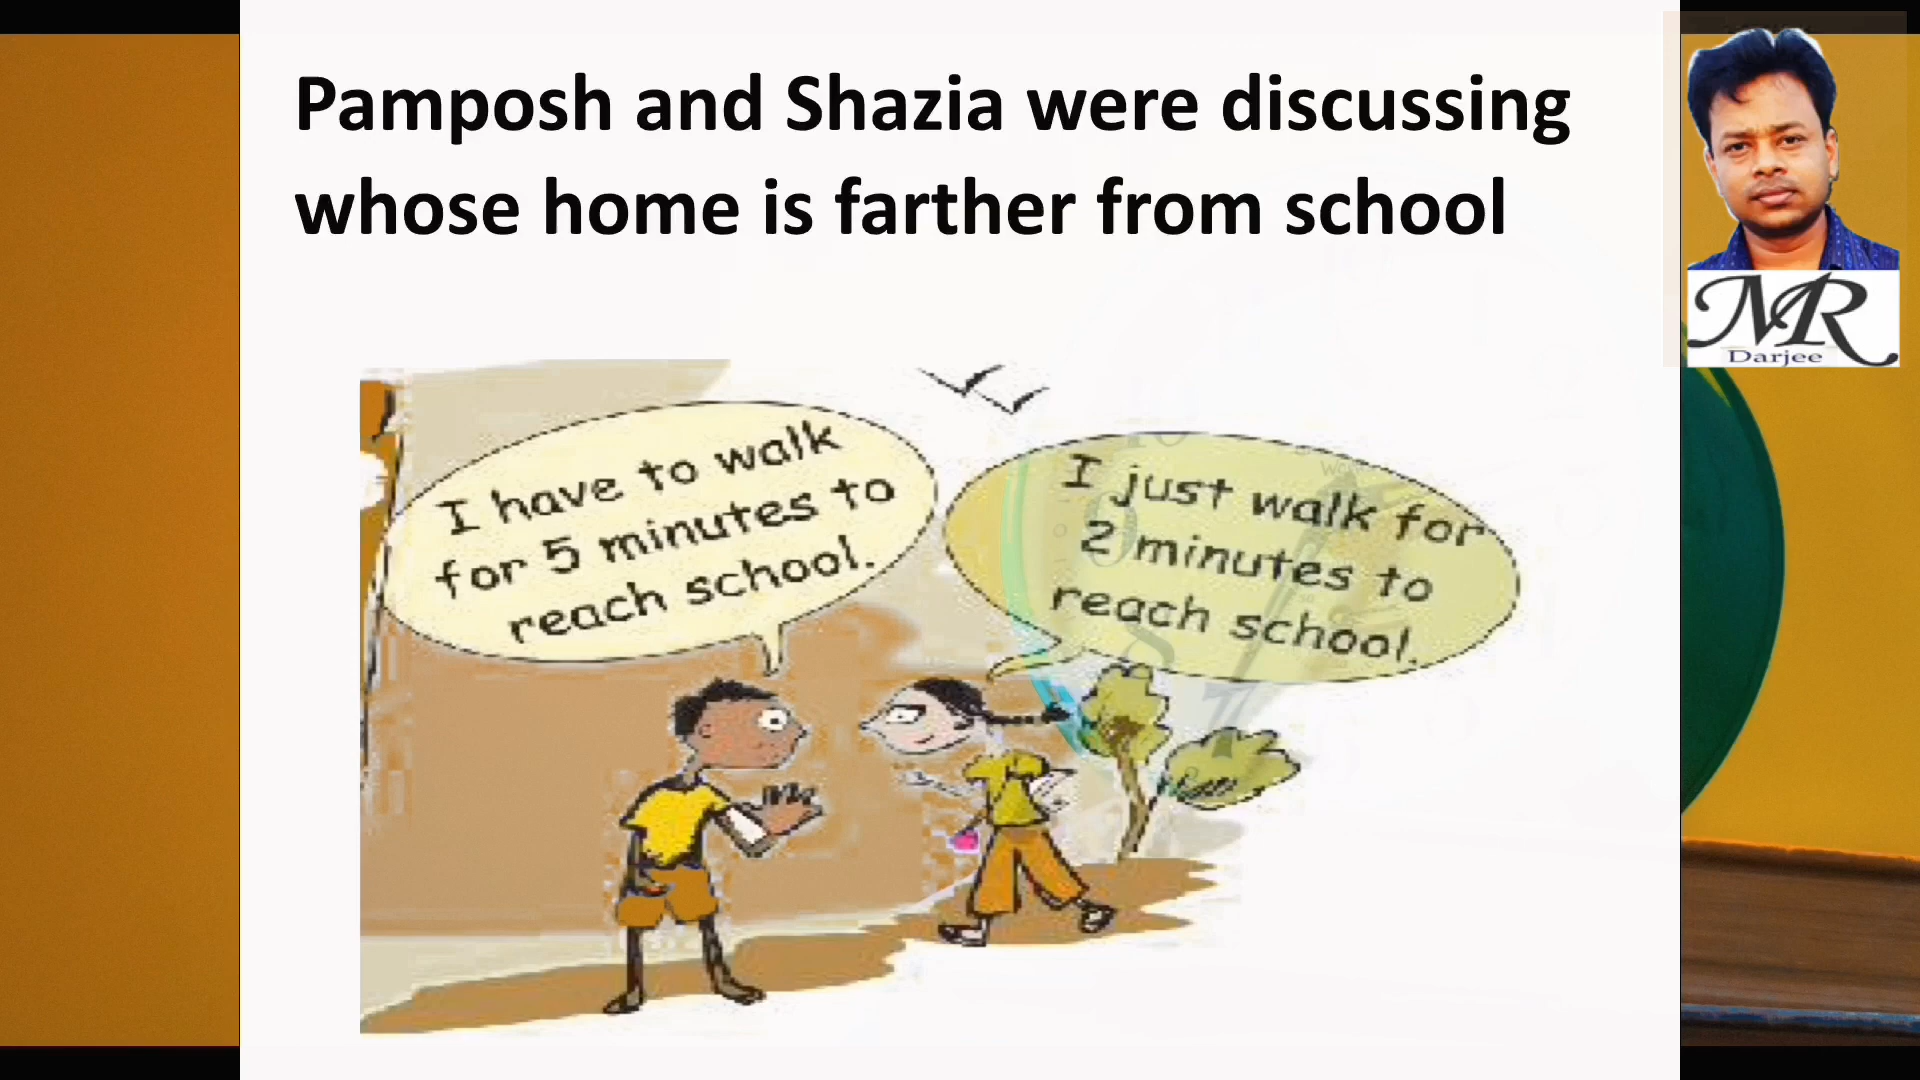 Pamposh and Shazia were discussing
whose home is farther from school
I have to walk
for 5 minutes to
reach school.
I just walk for
2 minutes to
reach school.
MR
Darjee